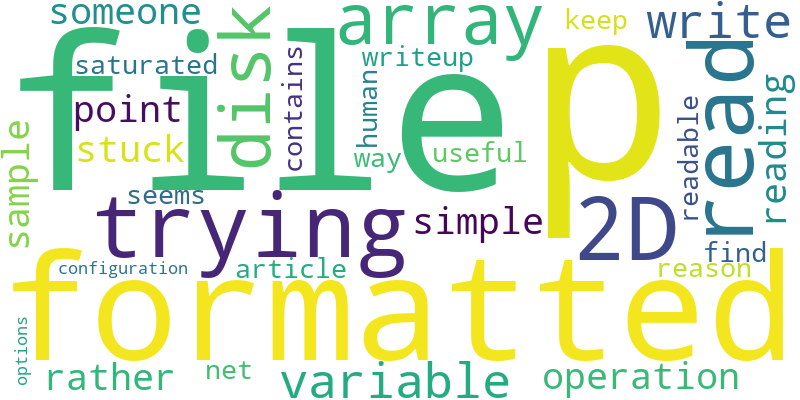 someone
file
p
array
keep
write
saturated
disk
contains
writeup
human
read
reading
point
stuck
way
useful
readable
sample
seems
trying
simple
2D
find
configuration
article
reason
formatted
options
rather
net
variable
operation